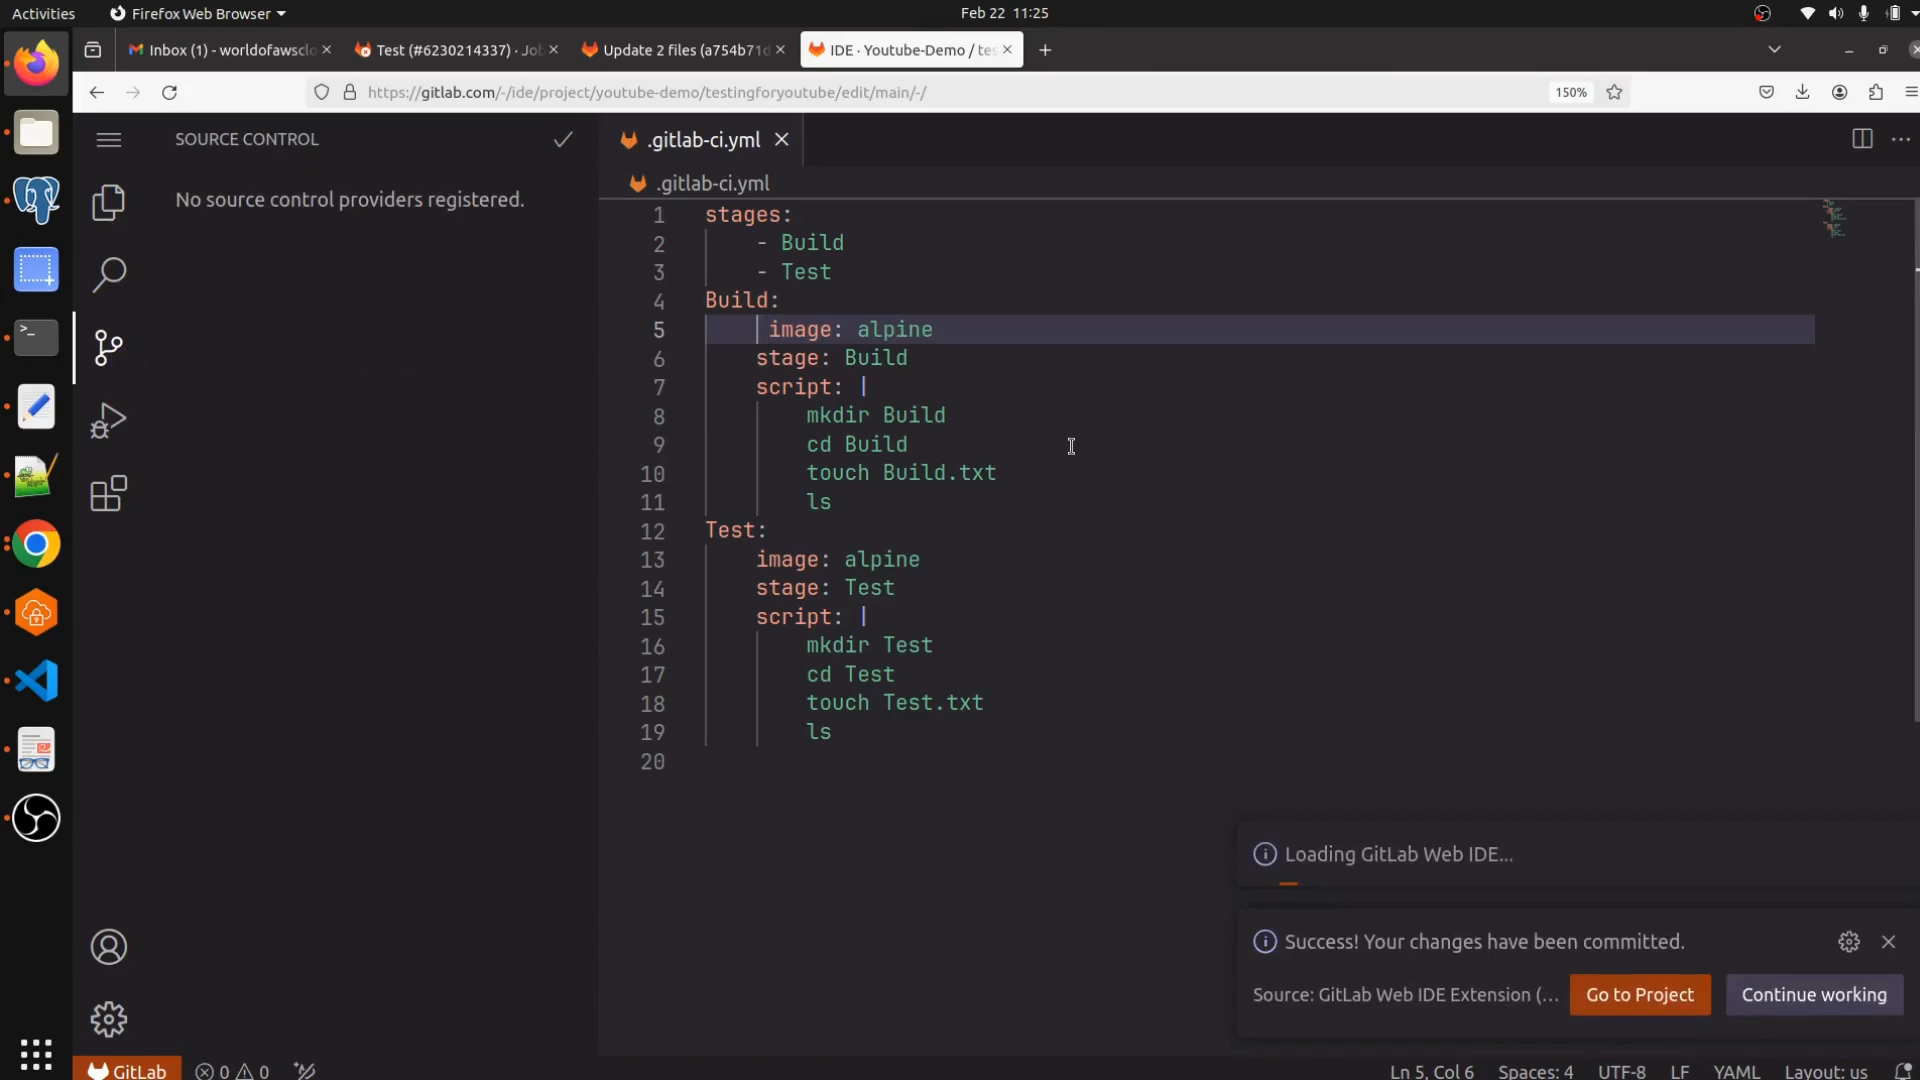 Activities Firefox Web Browser Feb 22 11:25
Inbox (1) - worldofawsclo Test (#6230214337) · Job Update 2 files (a754b71d IDE · Youtube-Demo / tes
https://gitlab.com/-/ide/project/youtube-demo/testingforyoutube/edit/main/-/ 150%
SOURCE CONTROL
No source control providers registered.
.gitlab-ci.yml
.gitlab-ci.yml
1 stages:
2 - Build
3 - Test
4 Build:
5 image: alpine
6 stage: Build
7 script: |
8 mkdir Build
9 cd Build
10 touch Build.txt
11 ls
12 Test:
13 image: alpine
14 stage: Test
15 script: |
16 mkdir Test
17 cd Test
18 touch Test.txt
19 ls
20
Loading GitLab Web IDE...
Success! Your changes have been committed.
Source: GitLab Web IDE Extension (... Go to Project Continue working
GitLab 0 0 Ln 5, Col 6 Spaces: 4 UTF-8 LF YAML Layout: us